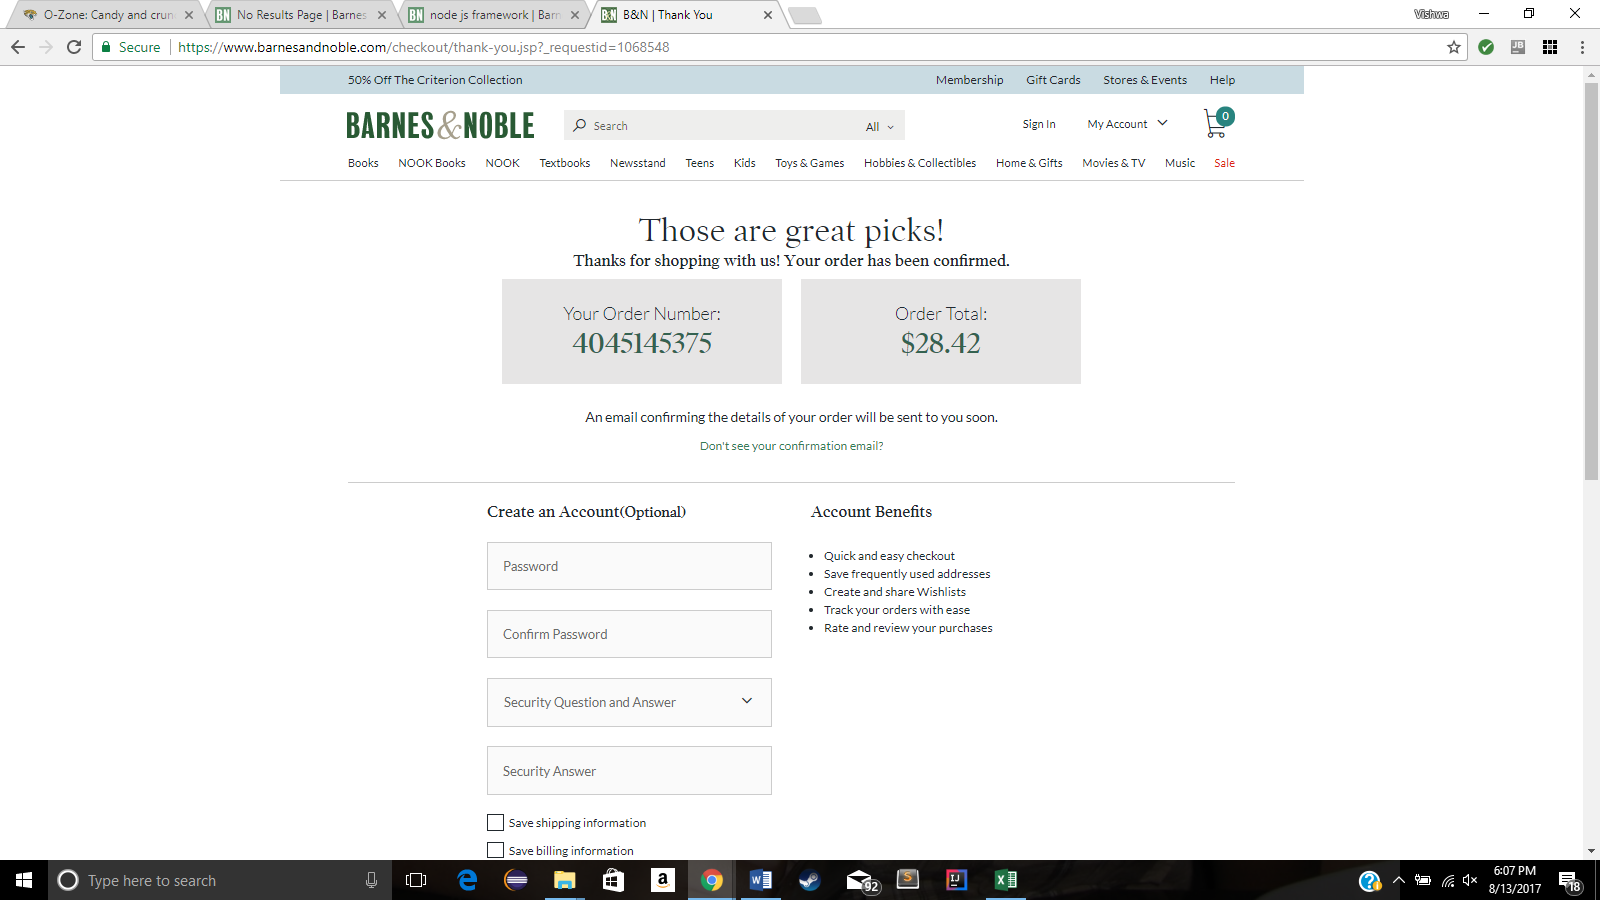 O-Zone: Candy and crun
No Results Page | Barnes
node js framework | Barn
B&N | Thank You
Vishwa
Secure
https://www.barnesandnoble.com/checkout/thank-you.jsp?_requestid=1068548
50% Off The Criterion Collection
Membership Gift Cards Stores & Events Help
BARNES&NOBLE
Search
All
Sign In
My Account
0
Books NOOK Books NOOK Textbooks Newsstand Teens Kids Toys & Games Hobbies & Collectibles Home & Gifts Movies & TV Music Sale
Those are great picks!
Thanks for shopping with us! Your order has been confirmed.
Your Order Number:
4045145375
Order Total:
$28.42
An email confirming the details of your order will be sent to you soon.
Don't see your confirmation email?
Create an Account(Optional)
Password
Confirm Password
Security Question and Answer
Security Answer
Save shipping information
Save billing information
Account Benefits
Quick and easy checkout
Save frequently used addresses
Create and share Wishlists
Track your orders with ease
Rate and review your purchases
Type here to search
92
6:07 PM
8/13/2017
18